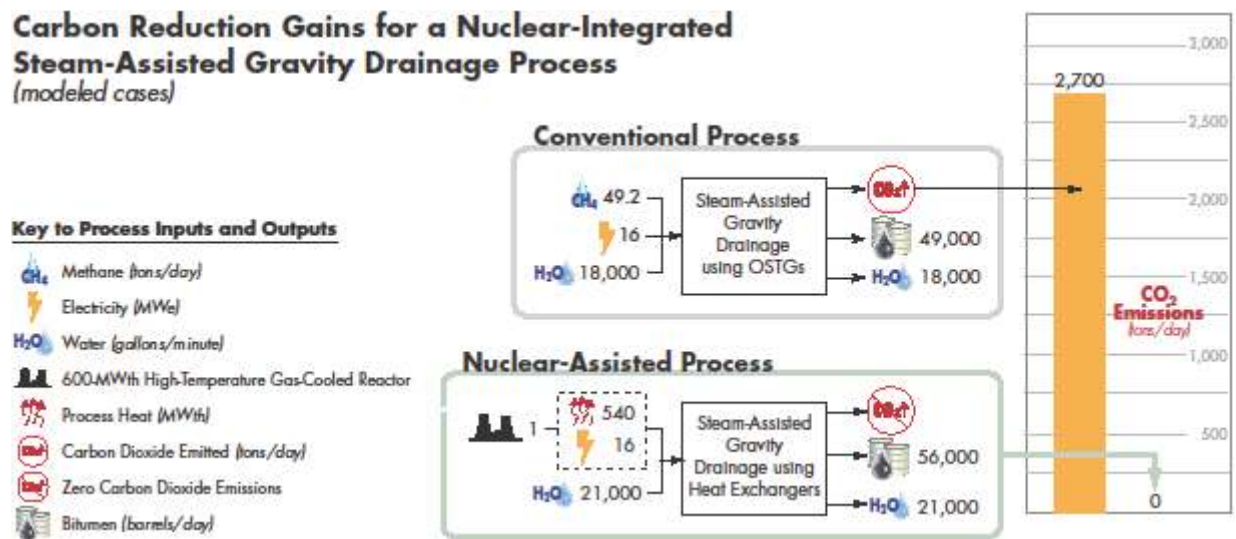 Carbon Reduction Gains for a Nuclear-Integrated
Steam-Assisted Gravity Drainage Process
(modeled cases)
Key to Process Inputs and Outputs
CH4 Methane (tons/day)
Electricity (MWe)
H2O Water (gallons/minute)
600-MWth High-Temperature Gas-Cooled Reactor
Process Heat (MWth)
Carbon Dioxide Emitted (tons/day)
Zero Carbon Dioxide Emissions
Bitumen (barrels/day)
Conventional Process
CH4 49.2
16
H2O 18,000
Steam-Assisted
Gravity
Drainage
using OSTGs
49,000
H2O 18,000
Nuclear-Assisted Process
1
540
16
H2O 21,000
Steam-Assisted
Gravity
Drainage using
Heat Exchangers
56,000
H2O 21,000
3,000
2,700
2,500
2,000
1,500
CO2
Emissions
(tons/day)
1,000
500
0